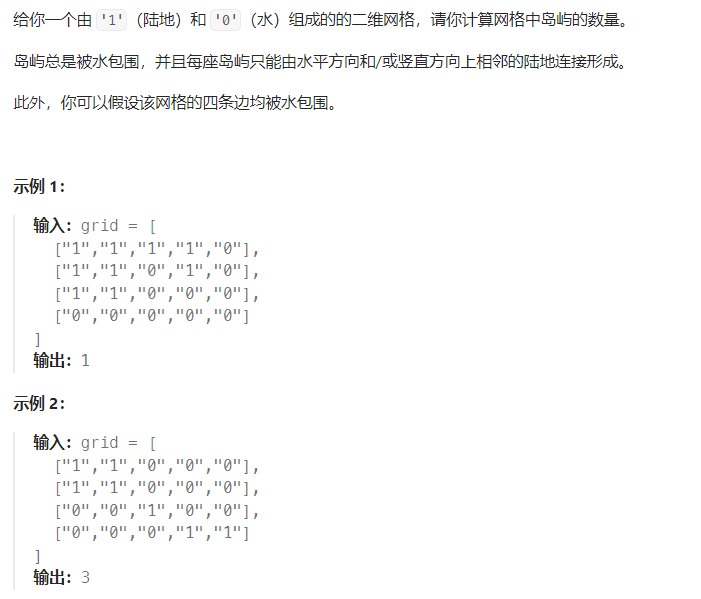 给你一个由 '1'（陆地）和 '0'（水）组成的的二维网格，请你计算网格中岛屿的数量。
岛屿总是被水包围，并且每座岛屿只能由水平方向和/或竖直方向上相邻的陆地连接形成。
此外，你可以假设该网格的四条边均被水包围。
示例 1：
输入：grid = [
  ["1","1","1","1","0"],
  ["1","1","0","1","0"],
  ["1","1","0","0","0"],
  ["0","0","0","0","0"]
]
输出：1
示例 2：
输入：grid = [
  ["1","1","0","0","0"],
  ["1","1","0","0","0"],
  ["0","0","1","0","0"],
  ["0","0","0","1","1"]
]
输出：3